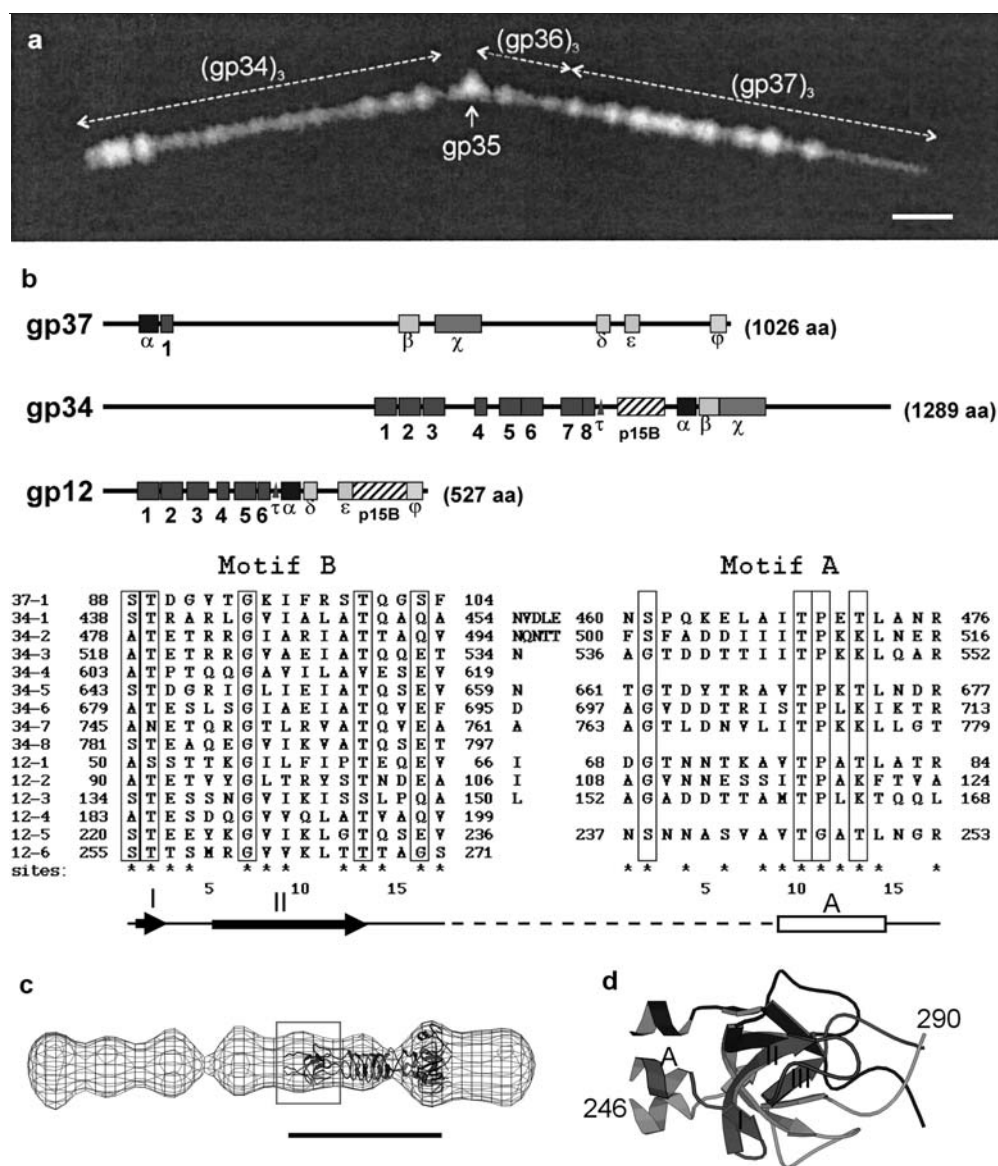 a
(gp34)3
(gp36)3
(gp37)3
gp35
b
gp37 (1026 aa)
α 1 β χ δ ε φ
gp34 (1289 aa)
1 2 3 4 5 6 7 8 τ p15B α β χ
gp12 (527 aa)
1 2 3 4 5 6 τ α δ ε p15B φ
Motif B Motif A
37-1 88 S T D G V T G K I F R S T Q G S F 104
34-1 438 S T R A R L G V I A L A T Q A Q A 454 NVDLE 460 N S P Q K E L A I T P E T L A N R 476
34-2 478 A T E T R R G I A R I A T T A Q V 494 NQNTT 500 F S F A D D I I I T P K K L N E R 516
34-3 518 A T E T R R G V A E I A T Q Q E T 534 N 536 A G T D D T T I I T P K K L Q A R 552
34-4 603 A T P T Q Q G A V I L A V E S E V 619
34-5 643 S T D G R I G L I E I A T Q S E V 659 N 661 T G T D Y T R A V T P K T L N D R 677
34-6 679 A T E S L S G I A E I A T Q V E F 695 D 697 A G V D D T R I S T P L K I K T R 713
34-7 745 A N E T Q R G T L R V A T Q V E A 761 A 763 A G T L D N V L I T P K K L L G T 779
34-8 781 S T E A Q E G V I K V A T Q S E T 797
12-1 50 A S S T T K G I L F I P T E Q E V 66 I 68 D G T N N T K A V T P A T L A T R 84
12-2 90 A T E T V Y G L T R Y S T N D E A 106 I 108 A G V N N E S S I T P A K F T V A 124
12-3 134 S T E S S N G V I K I S S L P Q A 150 L 152 A G A D D T T A M T P L K T Q Q L 168
12-4 183 A T E S D Q G V V Q L A T V A Q A 199
12-5 220 S T E E Y K G V I K L G T Q S E V 236 237 N S N N A S V A V T G A T L N G R 253
12-6 255 S T T S M R G V V K L T T T A G S 271
sites: * * * * * * * * * * * * * * * * * * *
5 10 15 5 10 15
I II A
c
d
290
A
II
III
I
246